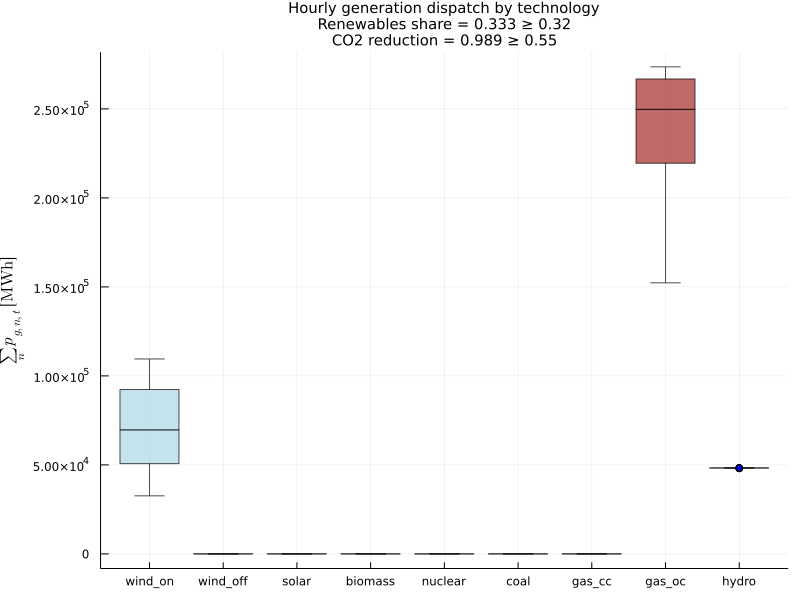 Hourly generation dispatch by technology
Renewables share = 0.333 ≥ 0.32
CO2 reduction = 0.989 ≥ 0.55
∑ₙ p g, n, t [MWh]
2.50×10⁵
2.00×10⁵
1.50×10⁵
1.00×10⁵
5.00×10⁴
0
wind_on wind_off solar biomass nuclear coal gas_cc gas_oc hydro